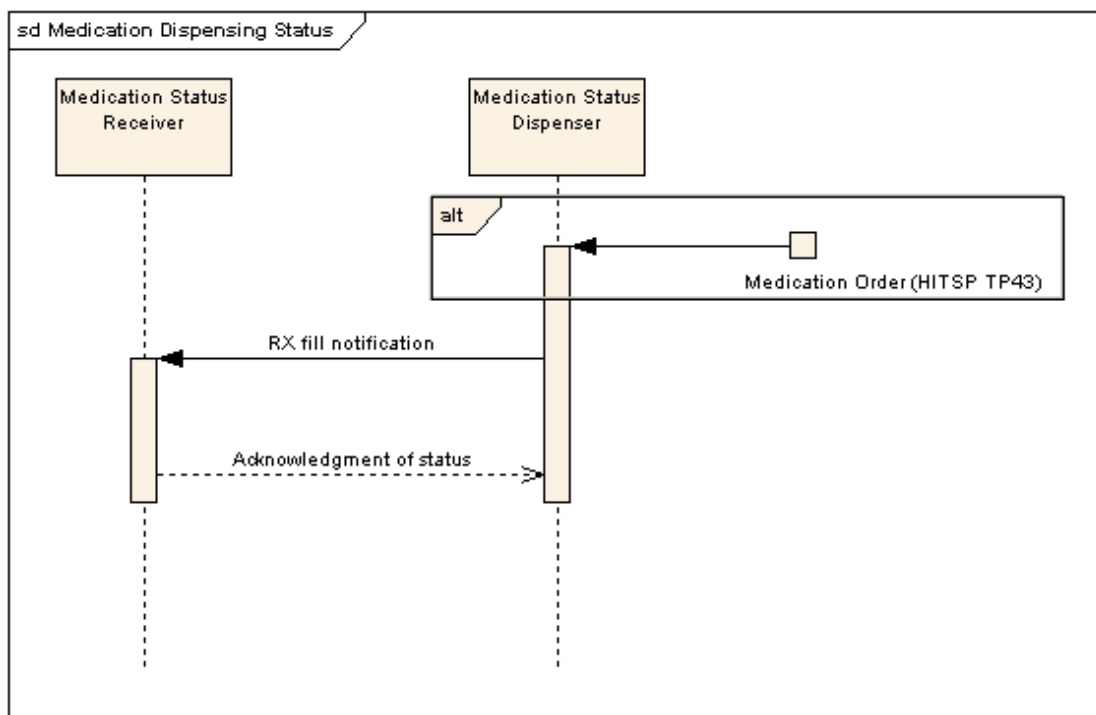 sd Medication Dispensing Status
Medication Status
Receiver
Medication Status
Dispenser
alt
Medication Order (HITSP TP43)
RX fill notification
Acknowledgment of status